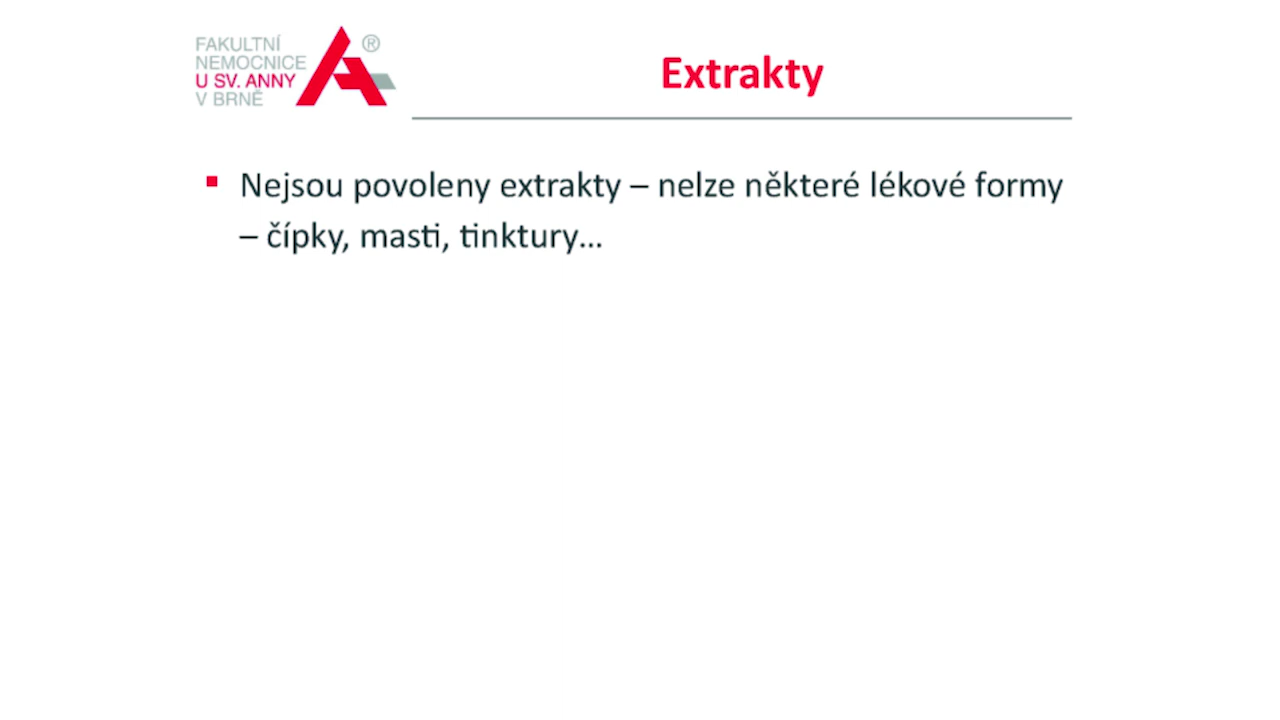 FAKULTNÍ
NEMOCNICE
U SV. ANNY
V BRNĚ
®
Extrakty
Nejsou povoleny extrakty – nelze některé lékové formy
– čípky, masti, tinktury...